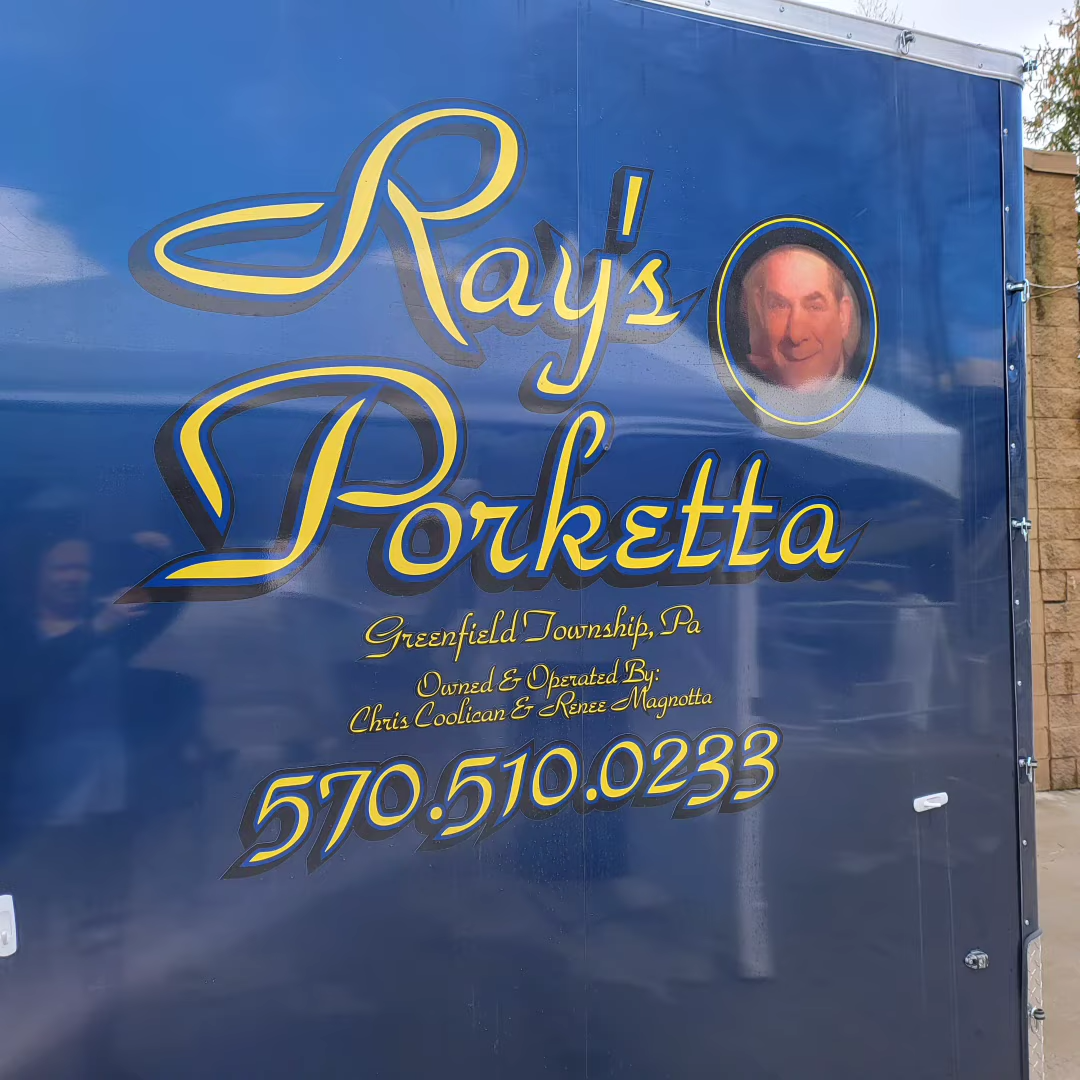 Ray's
Porketta
Greenfield Township, Pa
Owned & Operated By:
Chris Coolican & Renee Magnotta
570.510.0233